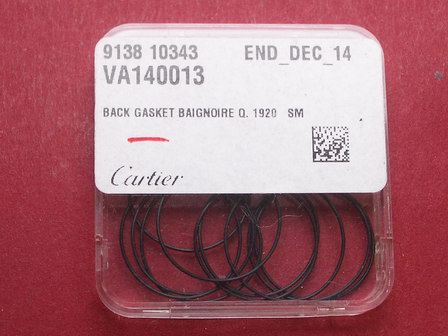 9138 10343 END_DEC_14
VA140013
BACK GASKET BAIGNOIRE Q. 1920 SM
Cartier